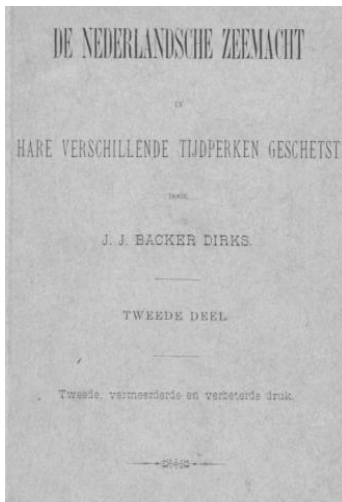 DE NEDERLANDSCHE ZEEMACHT
IN
HARE VERSCHILLENDE TIJDPERKEN GESCHETST
DOOR
J. J. BACKER DIRKS.
TWEEDE DEEL.
Tweede, vermeerderde en verbeterde druk.